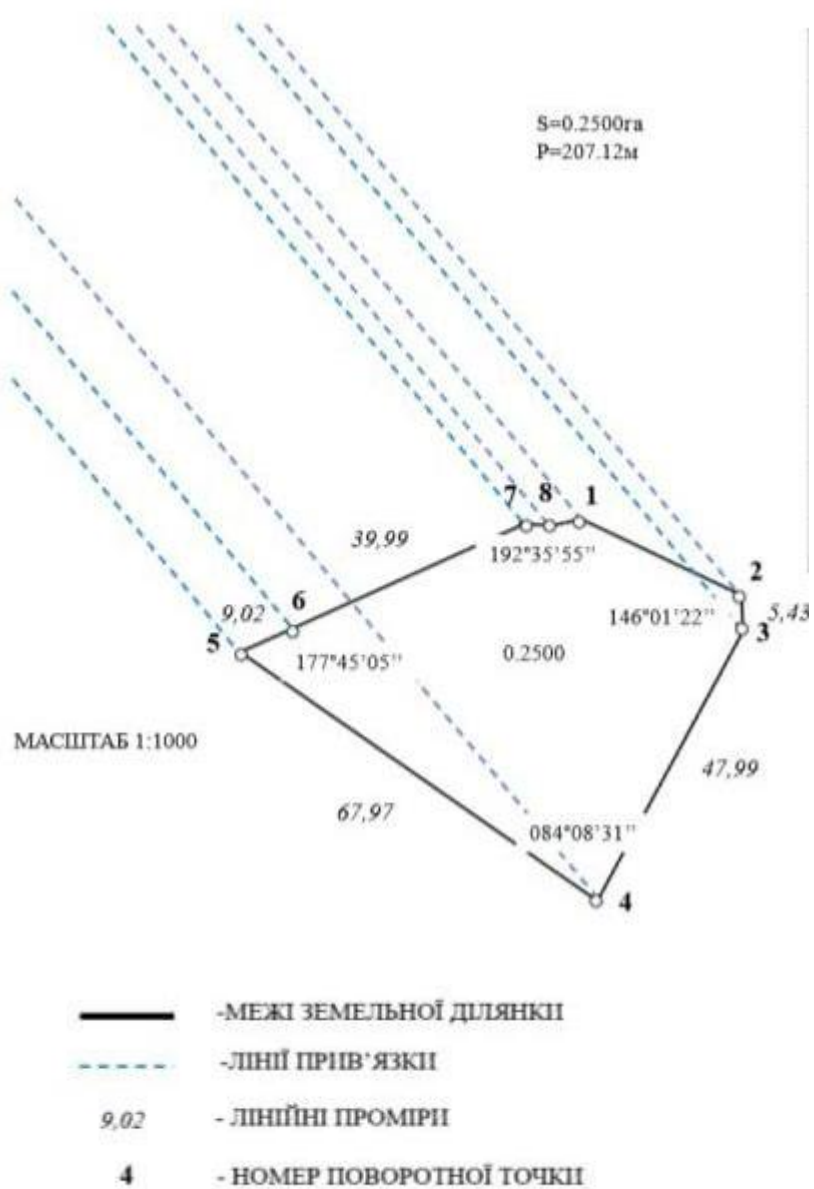 S=0.2500га
P=207.12м
7 8 1
39,99
192°35'55"
2
9,02
6
146°01'22"
5,43
5
177°45'05"
0.2500
3
МАСШТАБ 1:1000
47,99
67,97
084°08'31"
4
-МЕЖІ ЗЕМЕЛЬНОЇ ДІЛЯНКИ
-ЛІНІЇ ПРИВ'ЯЗКИ
9,02 - ЛІНІЙНІ ПРОМІРИ
4 - НОМЕР ПОВОРОТНОЇ ТОЧКИ